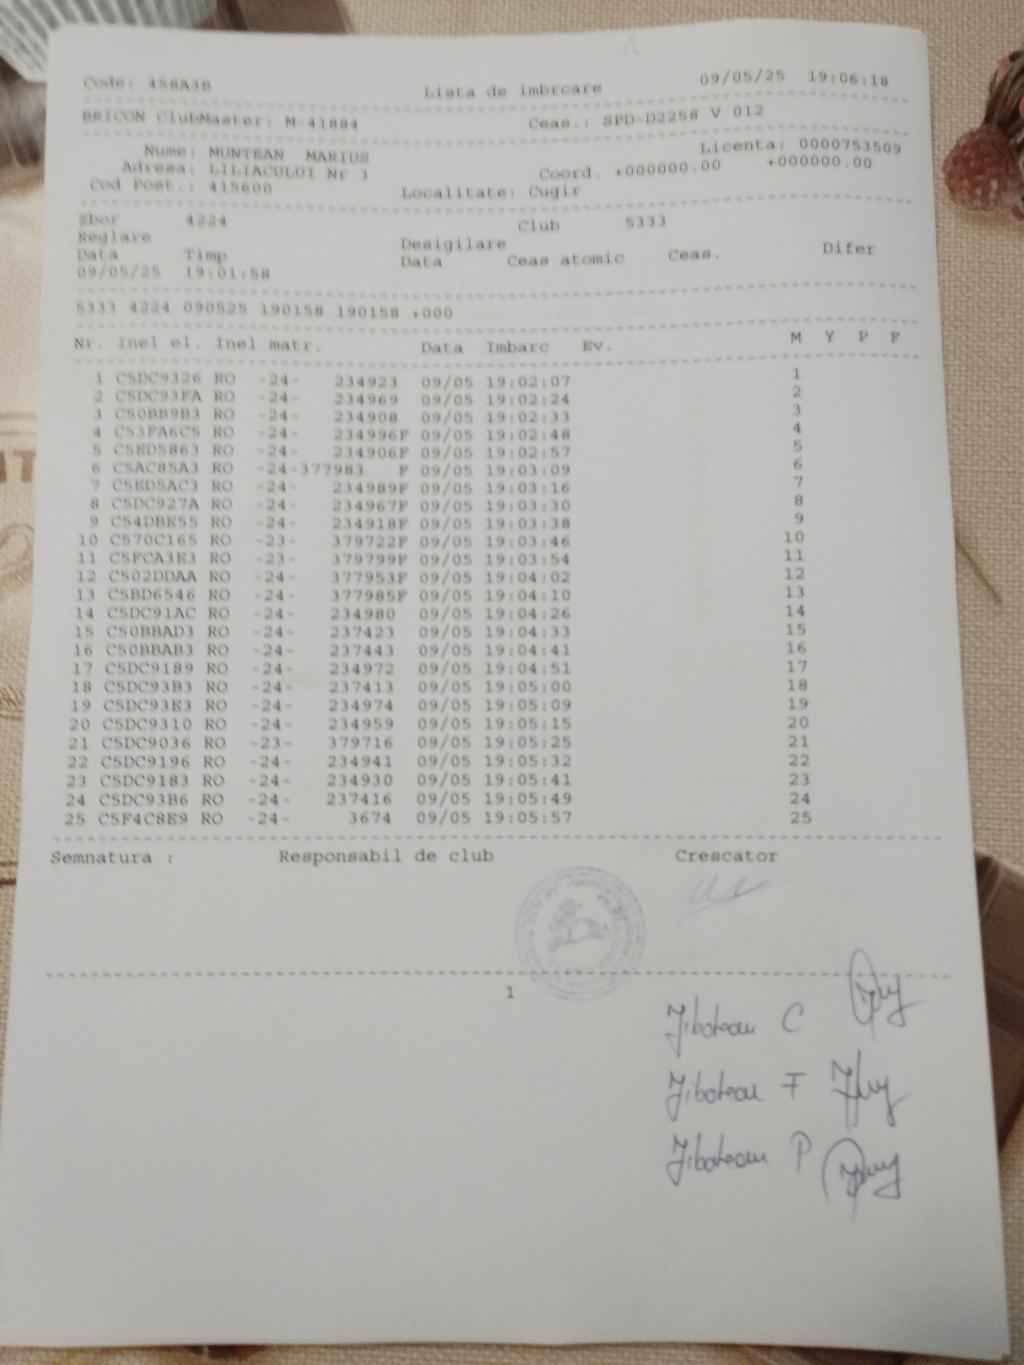 Code: 458A3B Lista de imbrcare 09/05/25 19:06:18
BRICON ClubMaster: M-41884 Ceas.: SPD-D2258 V 012
Nume: MUNTEAN MARIUS Licenta: 0000753509
Adresa: LILIACULUI Nr 3 Coord. +000000.00 +000000.00
Cod Post.: 415600 Localitate: Cugir
Zbor 4224 Club 5333
Reglare Desigilare
Data Timp Data Ceas atomic Ceas. Difer
09/05/25 19:01:58
5333 4224 090525 190158 190158 +000
Nr. Inel el. Inel matr. Data Imbarc Ev. M Y P F
1 C5DC9326 RO -24- 234923 09/05 19:02:07 1
2 C5DC93FA RO -24- 234969 09/05 19:02:24 2
3 C50BB9B3 RO -24- 234908 09/05 19:02:33 3
4 C53FA6C5 RO -24- 234996F 09/05 19:02:48 4
5 C5ED5863 RO -24- 234906F 09/05 19:02:57 5
6 C5AC85A3 RO -24-377983 F 09/05 19:03:09 6
7 C5ED5AC3 RO -24- 234989F 09/05 19:03:16 7
8 C5DC927A RO -24- 234967F 09/05 19:03:30 8
9 C54DBE55 RO -24- 234918F 09/05 19:03:38 9
10 C570C165 RO -23- 379722F 09/05 19:03:46 10
11 C5FCA3E3 RO -23- 379799F 09/05 19:03:54 11
12 C502DDAA RO -24- 377953F 09/05 19:04:02 12
13 C5BD6546 RO -24- 377985F 09/05 19:04:10 13
14 C5DC91AC RO -24- 234980 09/05 19:04:26 14
15 C50BBAD3 RO -24- 237423 09/05 19:04:33 15
16 C50BBAB3 RO -24- 237443 09/05 19:04:41 16
17 C5DC9189 RO -24- 234972 09/05 19:04:51 17
18 C5DC93B3 RO -24- 237413 09/05 19:05:00 18
19 C5DC93E3 RO -24- 234974 09/05 19:05:09 19
20 C5DC9310 RO -24- 234959 09/05 19:05:15 20
21 C5DC9036 RO -23- 379716 09/05 19:05:25 21
22 C5DC9196 RO -24- 234941 09/05 19:05:32 22
23 C5DC9183 RO -24- 234930 09/05 19:05:41 23
24 C5DC93B6 RO -24- 237416 09/05 19:05:49 24
25 C5F4C8E9 RO -24- 3674 09/05 19:05:57 25
Semnatura : Responsabil de club Crescator
1
Jiboteau C
Jiboteau F
Jiboteau P